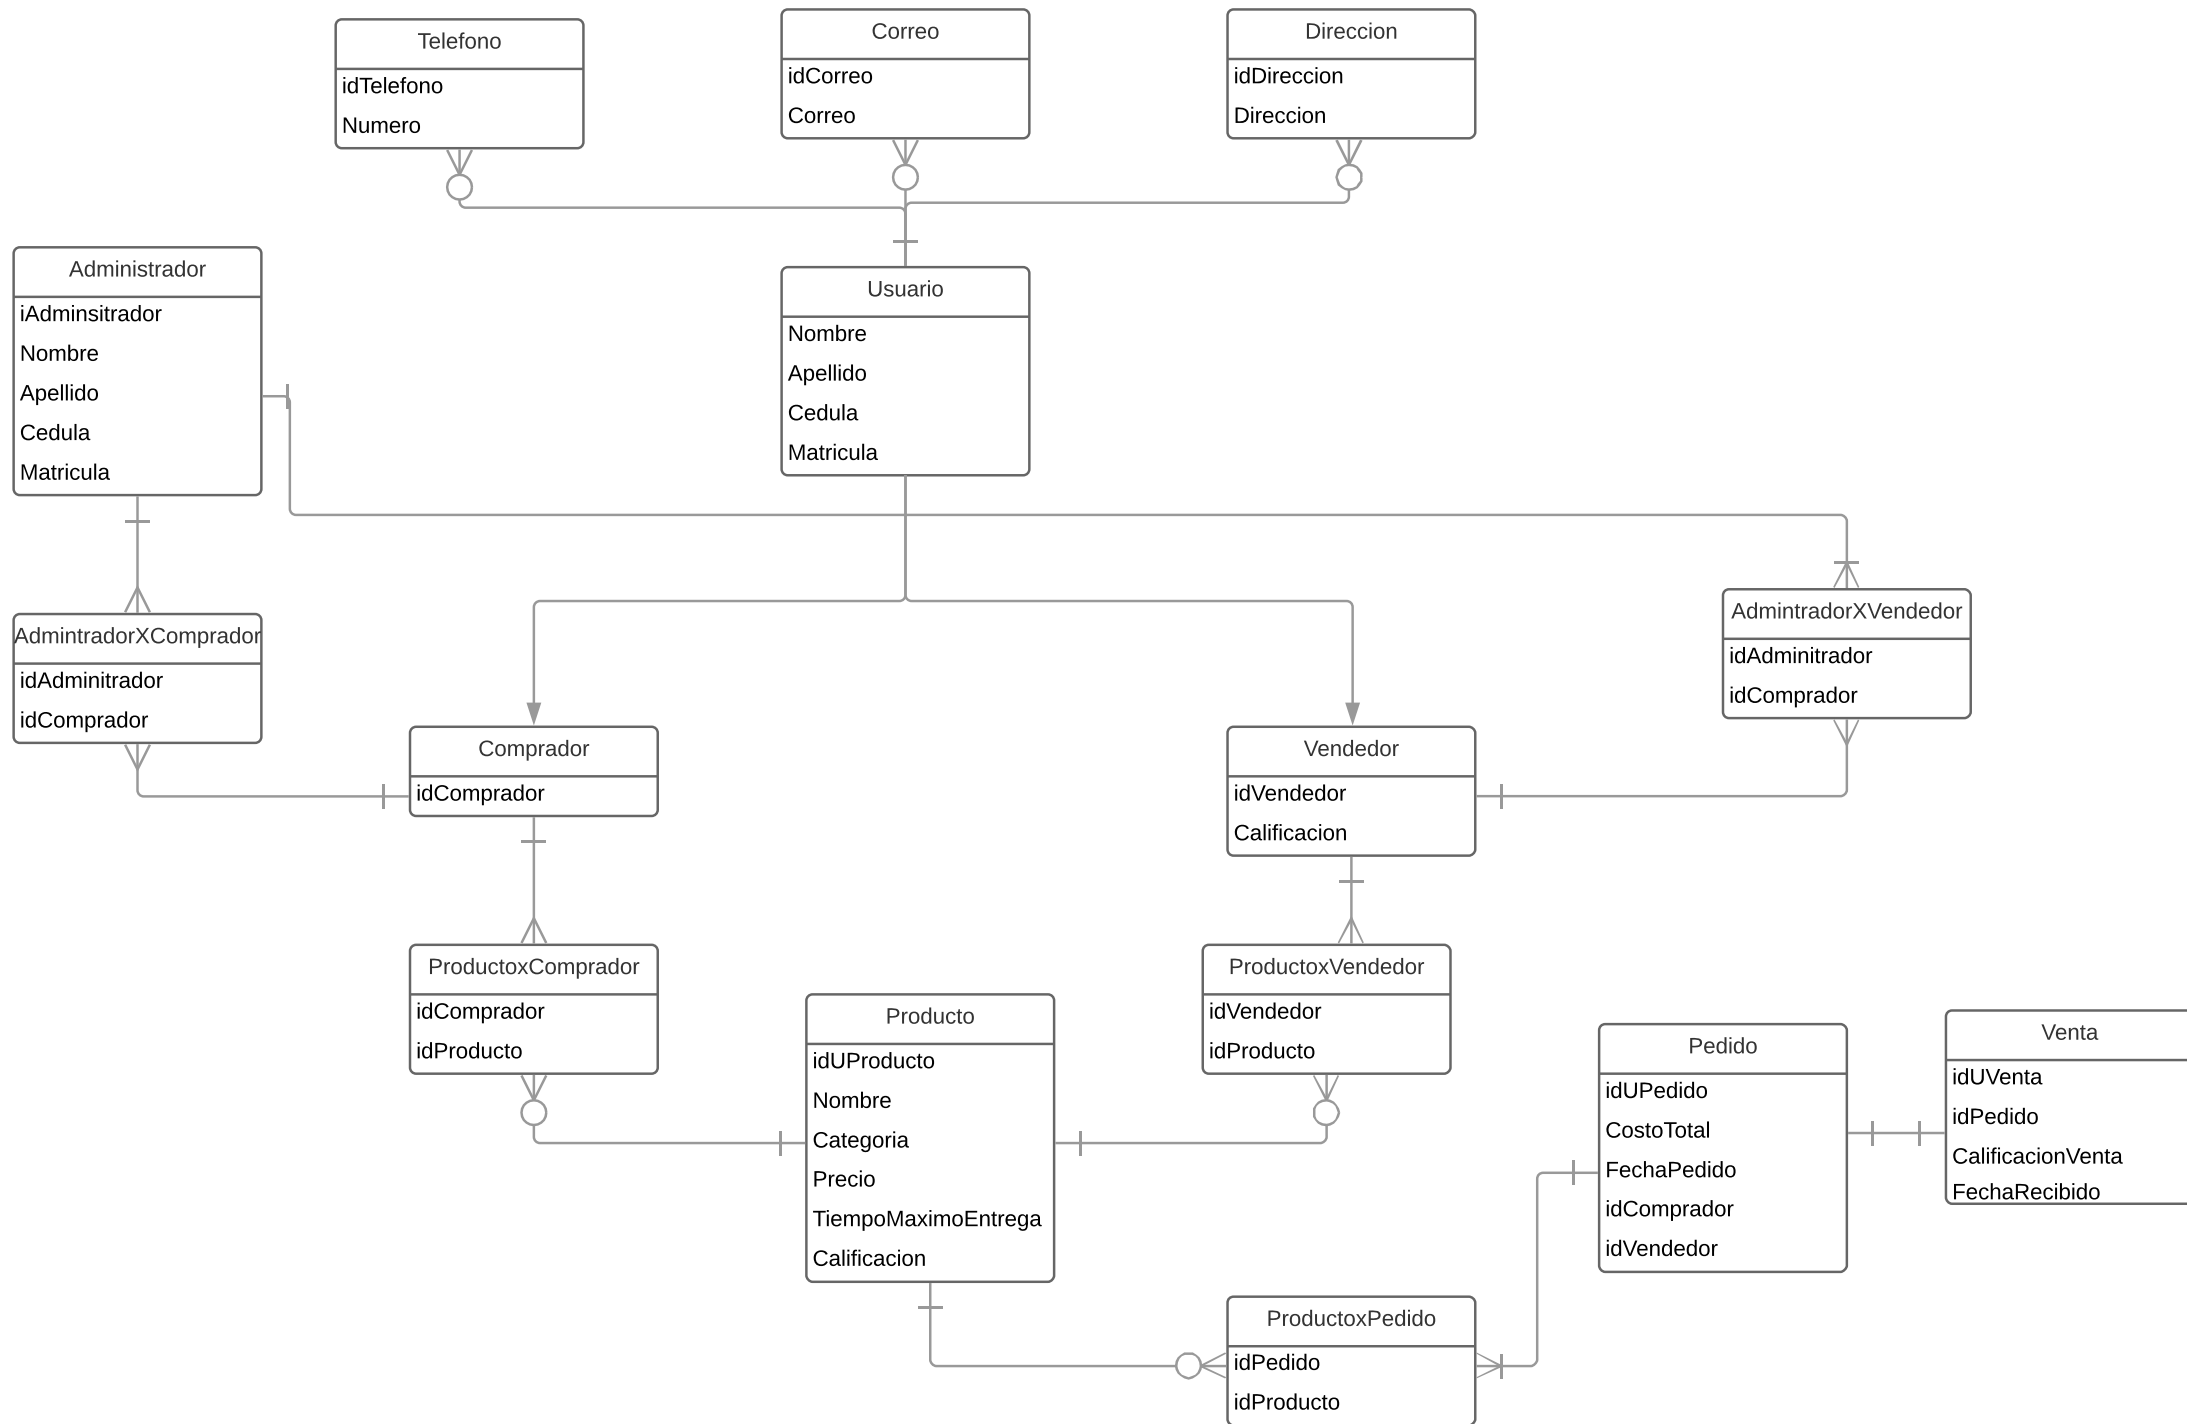 Telefono
idTelefono
Numero
Correo
idCorreo
Correo
Direccion
idDireccion
Direccion
Administrador
iAdminsitrador
Nombre
Apellido
Cedula
Matricula
Usuario
Nombre
Apellido
Cedula
Matricula
AdmintradorXComprador
idAdminitrador
idComprador
AdmintradorXVendedor
idAdminitrador
idComprador
Comprador
idComprador
Vendedor
idVendedor
Calificacion
ProductoxComprador
idComprador
idProducto
Producto
idUProducto
Nombre
Categoria
Precio
TiempoMaximoEntrega
Calificacion
ProductoxVendedor
idVendedor
idProducto
Pedido
idUPedido
CostoTotal
FechaPedido
idComprador
idVendedor
Venta
idUVenta
idPedido
CalificacionVenta
FechaRecibido
ProductoxPedido
idPedido
idProducto